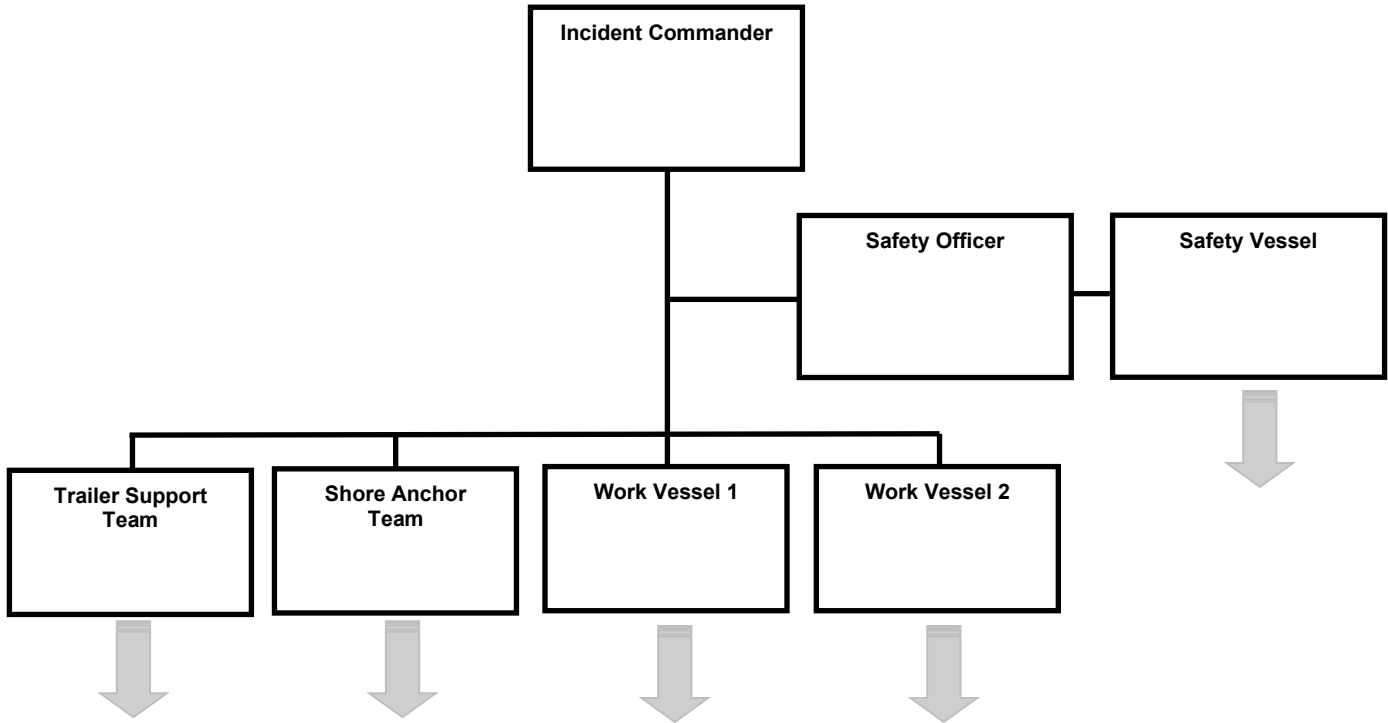 Incident Commander
Safety Officer
Safety Vessel
Trailer Support
Team
Shore Anchor
Team
Work Vessel 1
Work Vessel 2